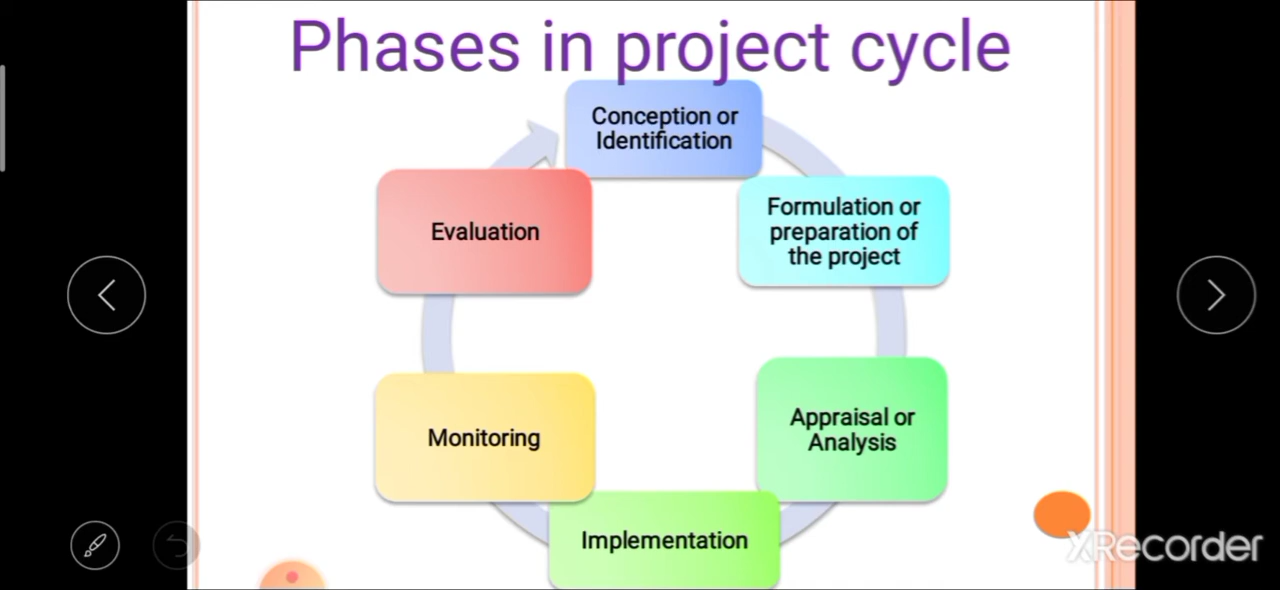 Phases in project cycle
Conception or
Identification
Formulation or
preparation of
the project
Appraisal or
Analysis
Implementation
Monitoring
Evaluation
XRecorder